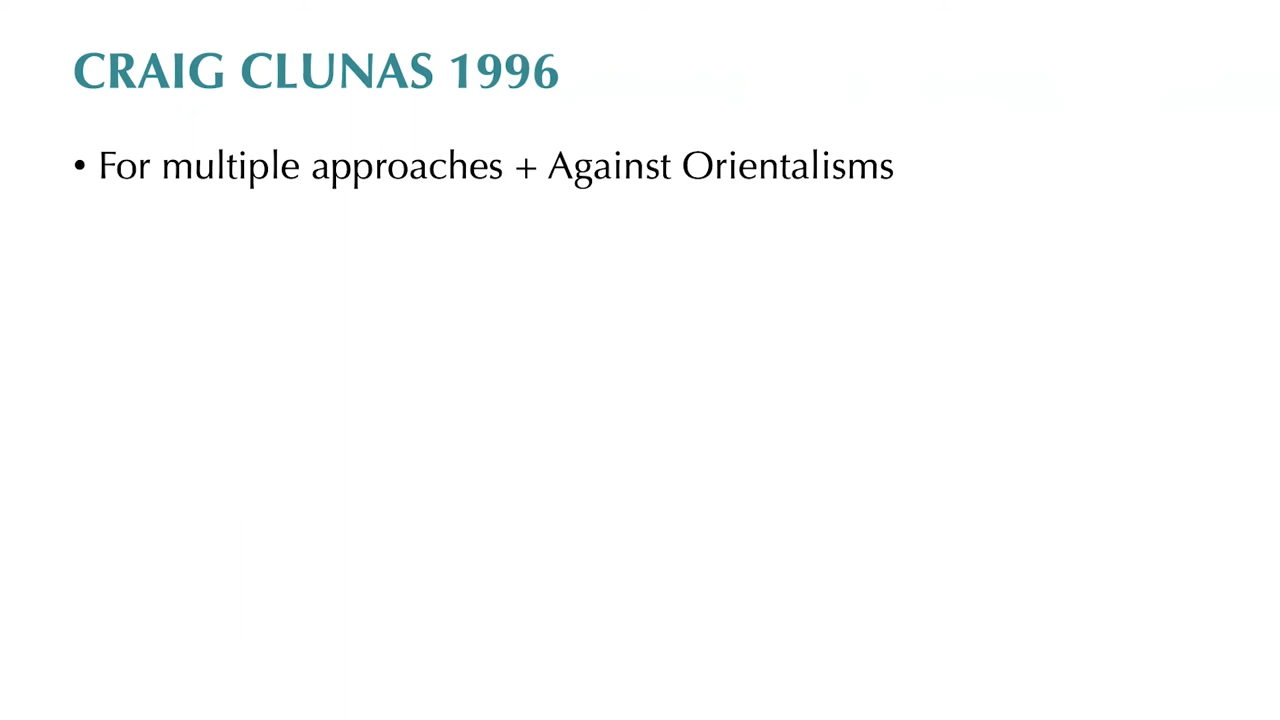 CRAIG CLUNAS 1996
• For multiple approaches + Against Orientalisms